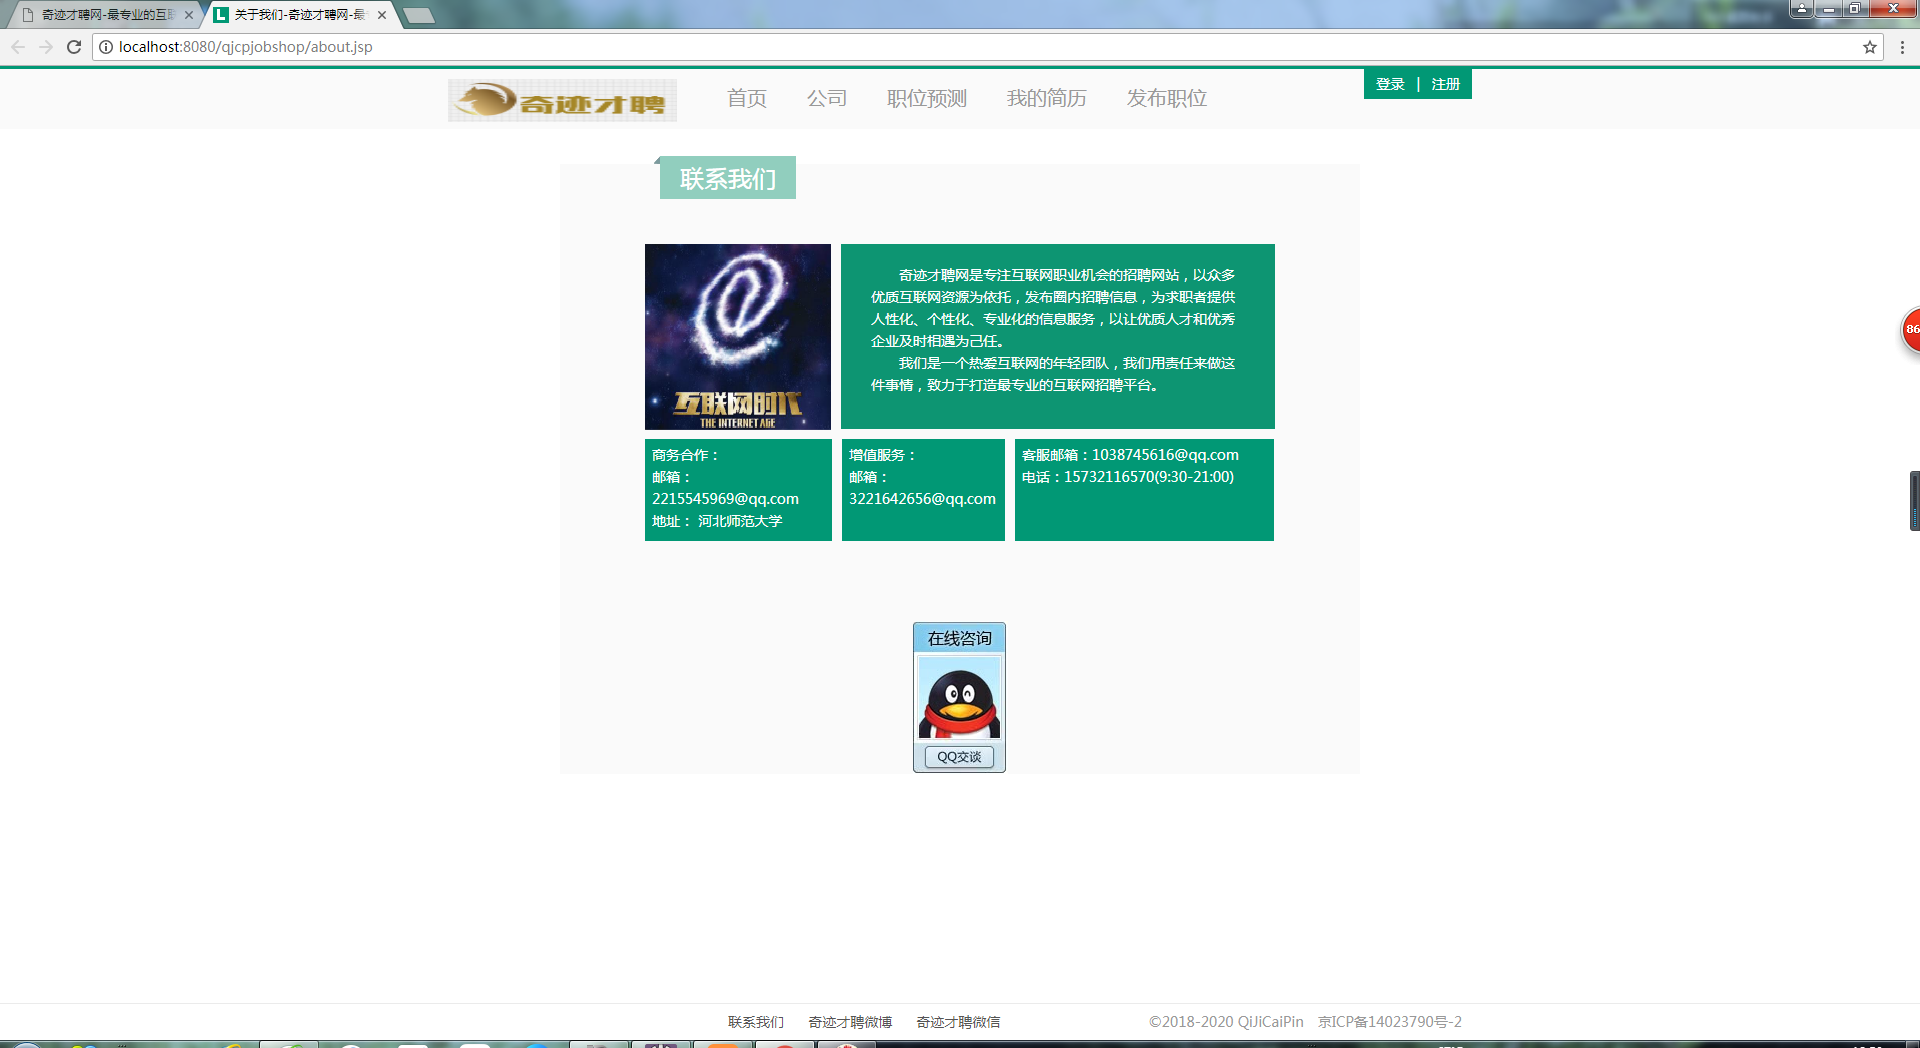 奇迹才聘网-最专业的互联
关于我们-奇迹才聘网-最
localhost:8080/qjcpjobshop/about.jsp
奇迹才聘
首页 公司 职位预测 我的简历 发布职位
登录 | 注册
联系我们
互联网时代
THE INTERNET AGE
奇迹才聘网是专注互联网职业机会的招聘网站，以众多
优质互联网资源为依托，发布圈内招聘信息，为求职者提供
人性化、个性化、专业化的信息服务，以让优质人才和优秀
企业及时相遇为己任。
我们是一个热爱互联网的年轻团队，我们用责任来做这
件事情，致力于打造最专业的互联网招聘平台。
商务合作：
邮箱：
2215545969@qq.com
地址： 河北师范大学
增值服务：
邮箱：
3221642656@qq.com
客服邮箱：1038745616@qq.com
电话：15732116570(9:30-21:00)
86
在线咨询
QQ交谈
联系我们 奇迹才聘微博 奇迹才聘微信
©2018-2020 QiJiCaiPin 京ICP备14023790号-2